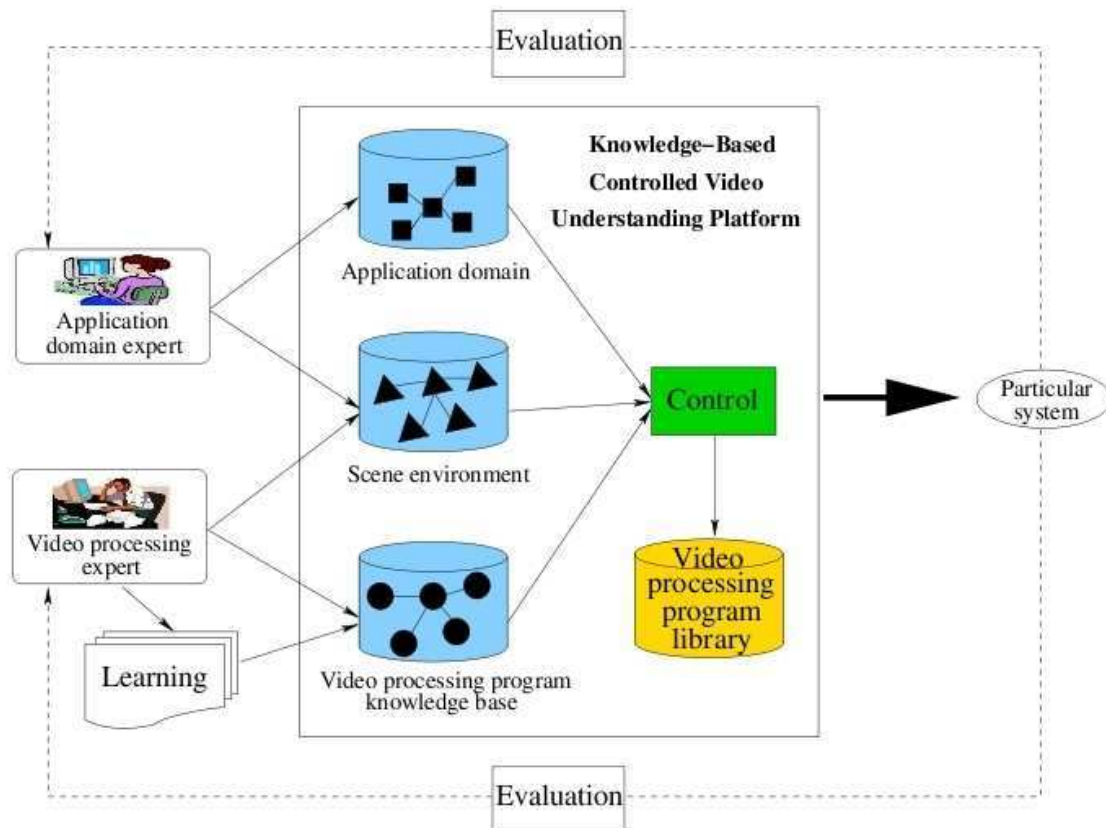 Evaluation
Knowledge-Based
Controlled Video
Understanding Platform
Application domain
Application
domain expert
Scene environment
Control
Particular
system
Video processing
expert
Video
processing
program
library
Learning
Video processing program
knowledge base
Evaluation